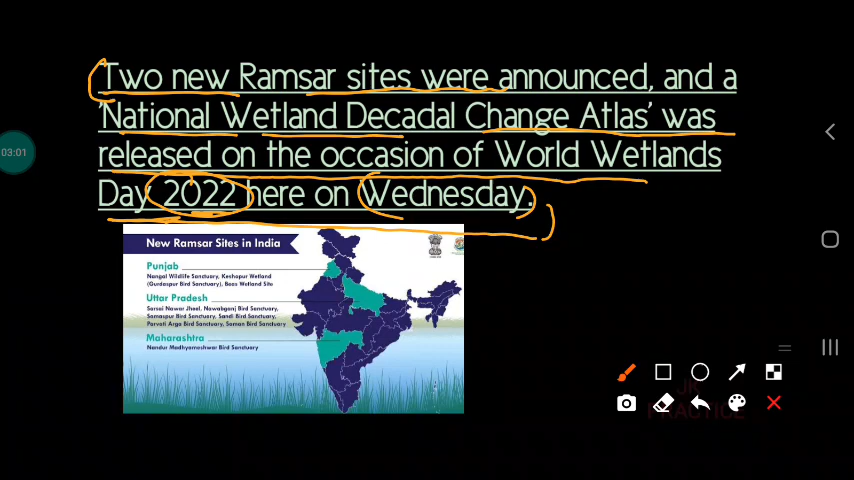 Two new Ramsar sites were announced, and a
'National Wetland Decadal Change Atlas' was
released on the occasion of World Wetlands
Day 2022 here on Wednesday.
03:01
New Ramsar Sites in India
Punjab
Nangal Wildlife Sanctuary, Keshopur Wetland
(Gurdaspur Bird Sanctuary), Beas Wetland Site
Uttar Pradesh
Sarsai Nawar Jheel, Nawabganj Bird Sanctuary,
Samaspur Bird Sanctuary, Sandi Bird Sanctuary,
Parvati Arga Bird Sanctuary, Saman Bird Sanctuary
Maharashtra
Nandur Madhyameshwar Bird Sanctuary
JK
PRACTICE